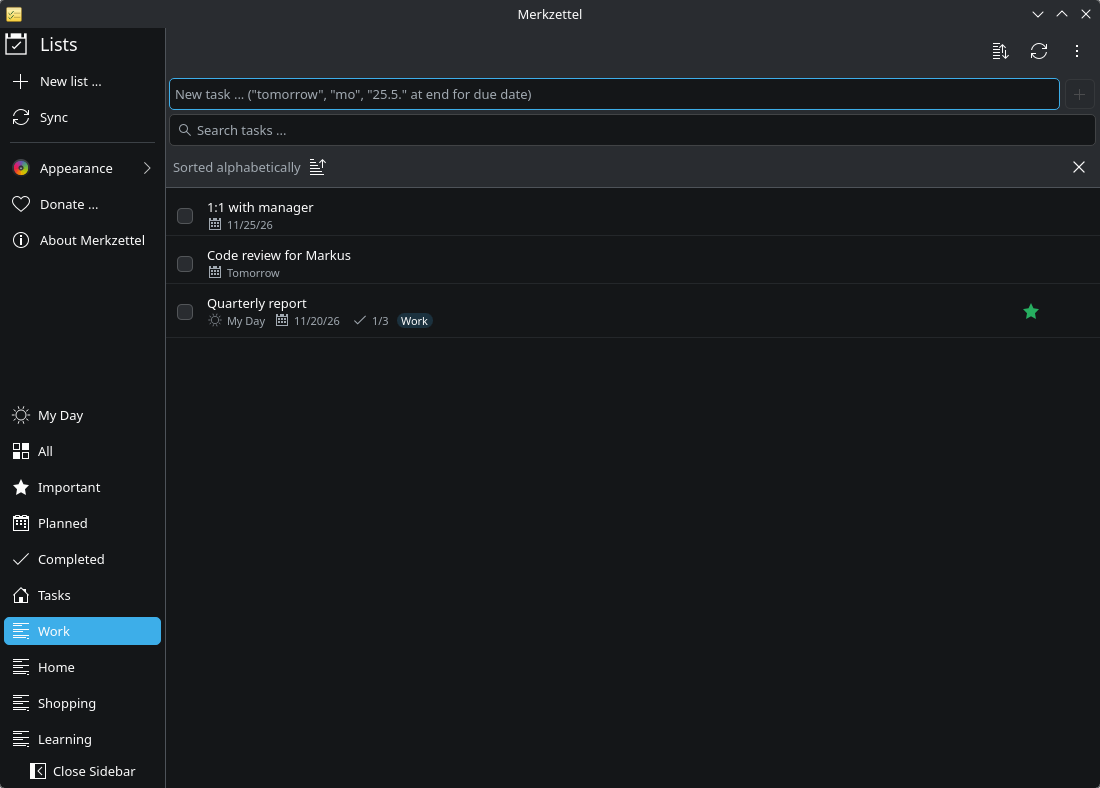 Merkzettel
Lists
New list ...
Sync
Appearance
Donate ...
About Merkzettel
My Day
All
Important
Planned
Completed
Tasks
Work
Home
Shopping
Learning
Close Sidebar
New task ... ("tomorrow", "mo", "25.5." at end for due date)
Search tasks ...
Sorted alphabetically
1:1 with manager
11/25/26
Code review for Markus
Tomorrow
Quarterly report
My Day 11/20/26 1/3 Work